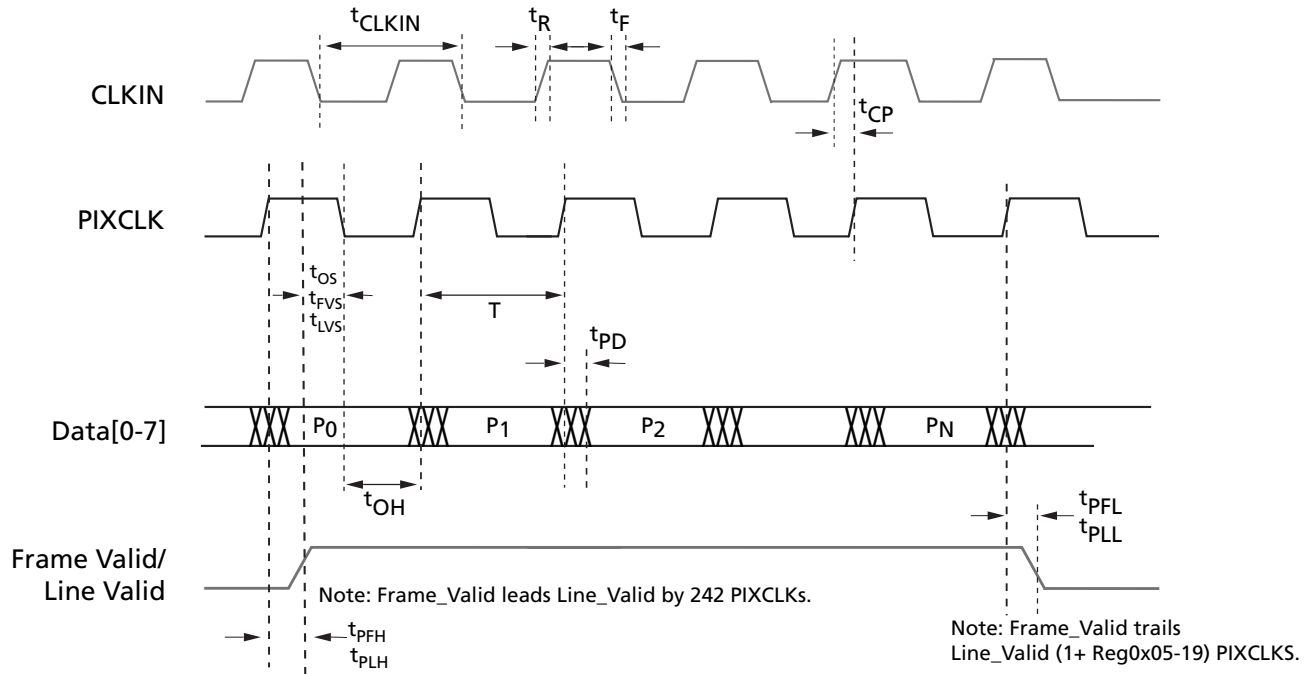 tCLKIN
tR
tF
CLKIN
tCP
PIXCLK
tOS
tFVS
tLVS
T
tPD
Data[0-7]
P0
P1
P2
PN
tOH
tPFL
tPLL
Frame Valid/
Line Valid
Note: Frame_Valid leads Line_Valid by 242 PIXCLKs.
tPFH
tPLH
Note: Frame_Valid trails
Line_Valid (1+ Reg0x05-19) PIXCLKS.